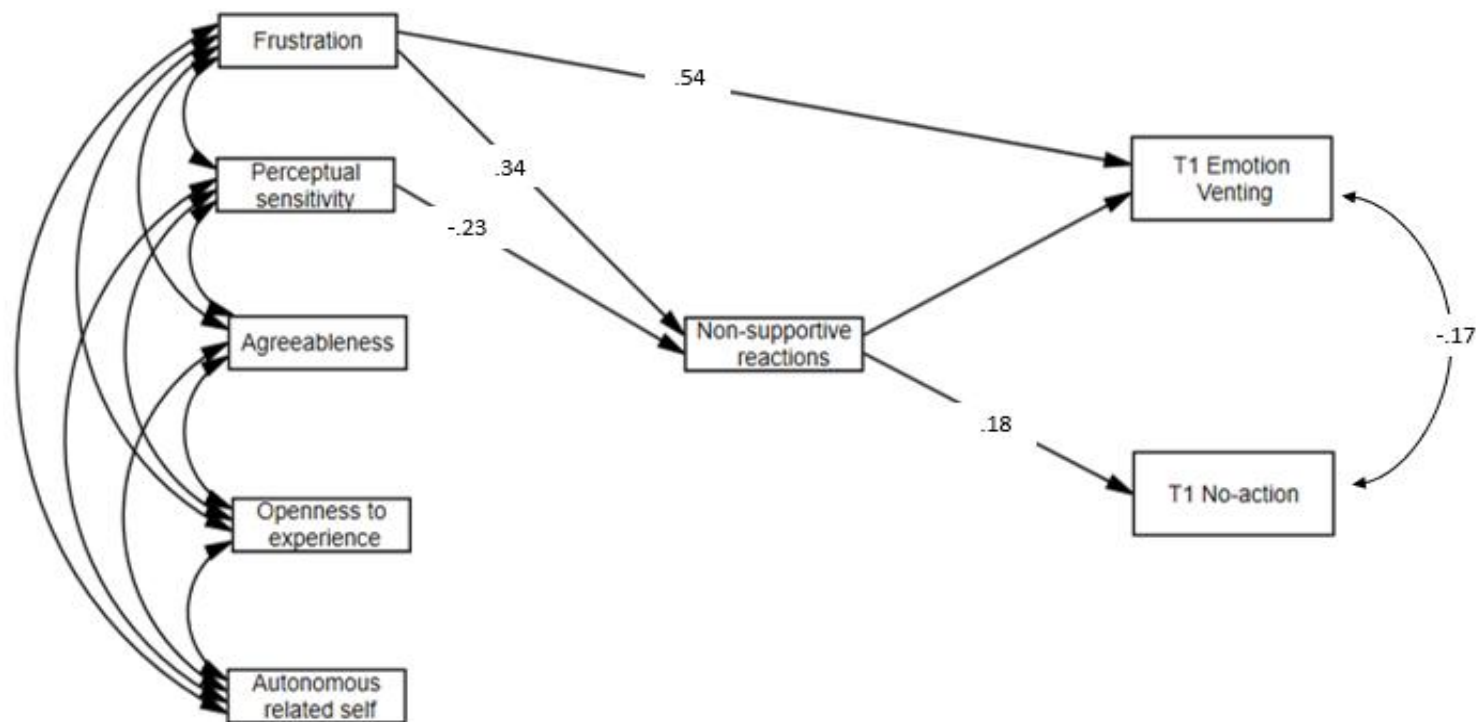 Frustration
.54
.34
Perceptual
sensitivity
-.23
T1 Emotion
Venting
Agreeableness
Non-supportive
reactions
-.17
.18
T1 No-action
Openness to
experience
Autonomous
related self